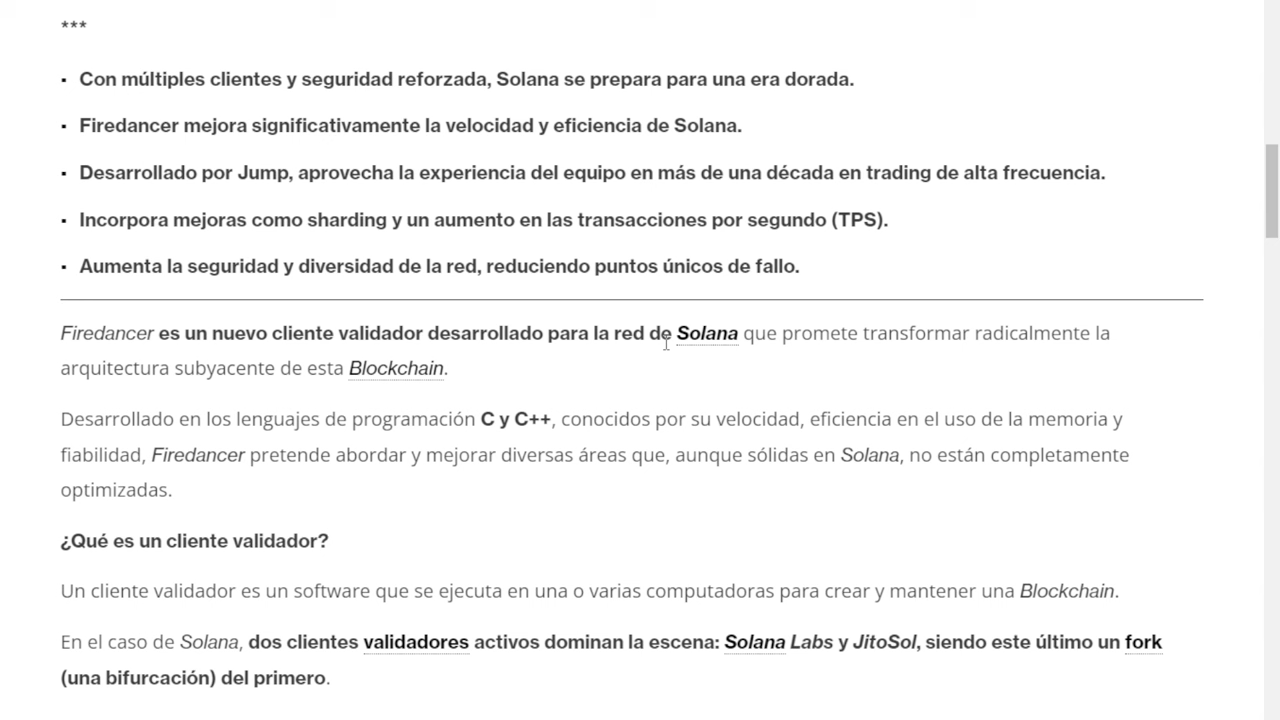 ***
▪ Con múltiples clientes y seguridad reforzada, Solana se prepara para una era dorada.
▪ Firedancer mejora significativamente la velocidad y eficiencia de Solana.
▪ Desarrollado por Jump, aprovecha la experiencia del equipo en más de una década en trading de alta frecuencia.
▪ Incorpora mejoras como sharding y un aumento en las transacciones por segundo (TPS).
▪ Aumenta la seguridad y diversidad de la red, reduciendo puntos únicos de fallo.
Firedancer es un nuevo cliente validador desarrollado para la red de Solana que promete transformar radicalmente la
arquitectura subyacente de esta Blockchain.
Desarrollado en los lenguajes de programación C y C++, conocidos por su velocidad, eficiencia en el uso de la memoria y
fiabilidad, Firedancer pretende abordar y mejorar diversas áreas que, aunque sólidas en Solana, no están completamente
optimizadas.
¿Qué es un cliente validador?
Un cliente validador es un software que se ejecuta en una o varias computadoras para crear y mantener una Blockchain.
En el caso de Solana, dos clientes validadores activos dominan la escena: Solana Labs y JitoSol, siendo este último un fork
(una bifurcación) del primero.